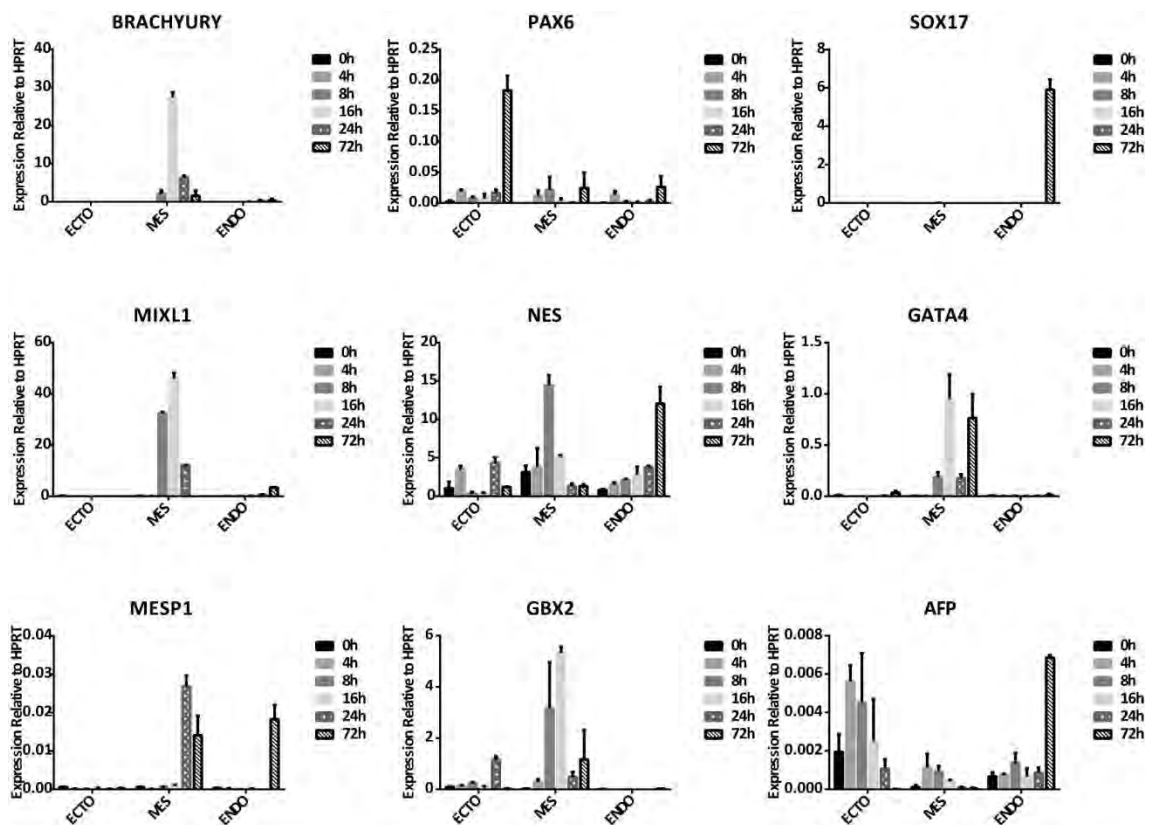 BRACHYURY
Expression Relative to HPRT
40
30
20
10
0
ECTO
MES
ENDO
0h
4h
8h
16h
24h
72h
PAX6
Expression Relative to HPRT
0.25
0.20
0.15
0.10
0.05
0.00
ECTO
MES
ENDO
0h
4h
8h
16h
24h
72h
SOX17
Expression Relative to HPRT
8
6
4
2
0
ECTO
MES
ENDO
0h
4h
8h
16h
24h
72h
MIXL1
Expression Relative to HPRT
60
40
20
0
ECTO
MES
ENDO
0h
4h
8h
16h
24h
72h
NES
Expression Relative to HPRT
20
15
10
5
0
ECTO
MES
ENDO
0h
4h
8h
16h
24h
72h
GATA4
Expression Relative to HPRT
1.5
1.0
0.5
0.0
ECTO
MES
ENDO
0h
4h
8h
16h
24h
72h
MESP1
Expression Relative to HPRT
0.04
0.03
0.02
0.01
0.00
ECTO
MES
ENDO
0h
4h
8h
16h
24h
72h
GBX2
Expression Relative to HPRT
6
4
2
0
ECTO
MES
ENDO
0h
4h
8h
16h
24h
72h
AFP
Expression Relative to HPRT
0.008
0.006
0.004
0.002
0.000
ECTO
MES
ENDO
0h
4h
8h
16h
24h
72h